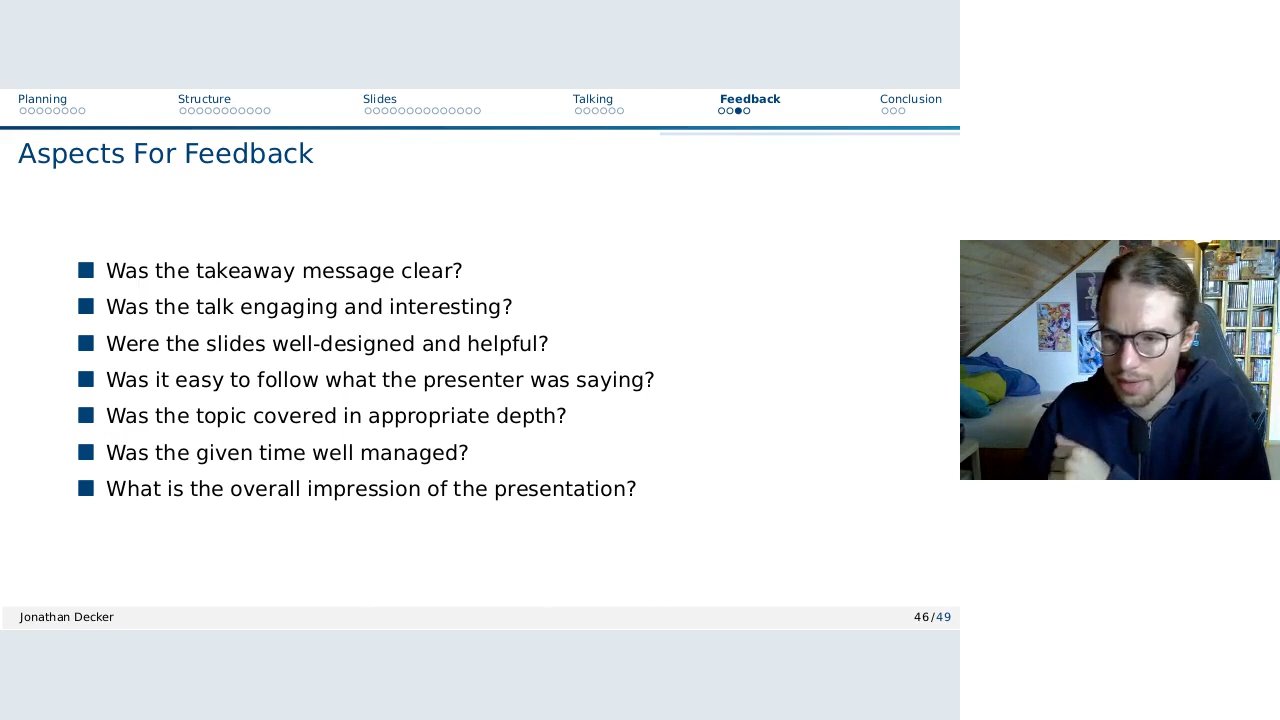 Planning Structure Slides Talking Feedback Conclusion
Aspects For Feedback
Was the takeaway message clear?
Was the talk engaging and interesting?
Were the slides well-designed and helpful?
Was it easy to follow what the presenter was saying?
Was the topic covered in appropriate depth?
Was the given time well managed?
What is the overall impression of the presentation?
Jonathan Decker 46/49